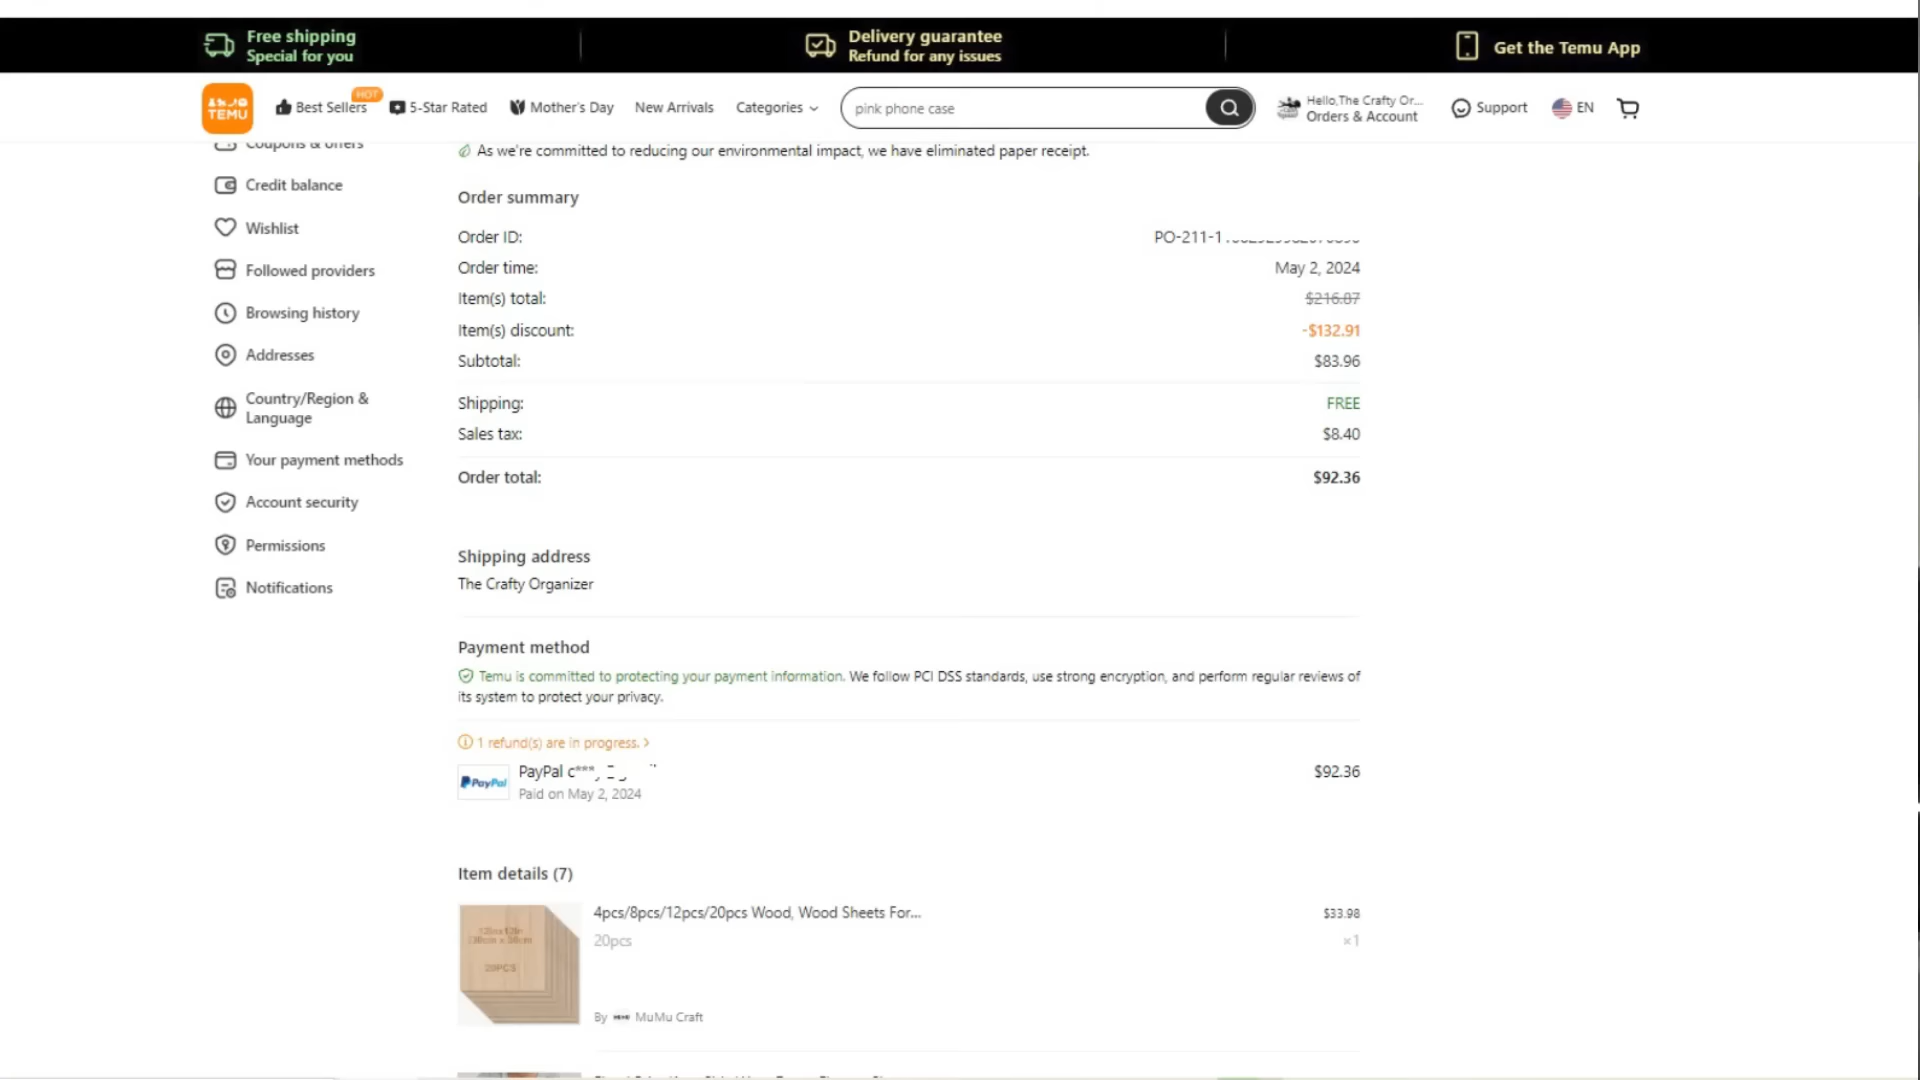 Free shipping
Special for you
Delivery guarantee
Refund for any issues
Get the Temu App
TEMU
Best Sellers
HOT
5-Star Rated
Mother's Day
New Arrivals
Categories
pink phone case
Hello,The Crafty Or...
Orders & Account
Support
EN
Coupons & offers
Credit balance
Wishlist
Followed providers
Browsing history
Addresses
Country/Region &
Language
Your payment methods
Account security
Permissions
Notifications
As we're committed to reducing our environmental impact, we have eliminated paper receipt.
Order summary
Order ID: PO-211-1
Order time: May 2, 2024
Item(s) total: $216.87
Item(s) discount: -$132.91
Subtotal: $83.96
Shipping: FREE
Sales tax: $8.40
Order total: $92.36
Shipping address
The Crafty Organizer
Payment method
Temu is committed to protecting your payment information. We follow PCI DSS standards, use strong encryption, and perform regular reviews of
its system to protect your privacy.
1 refund(s) are in progress. >
PayPal
PayPal c*** $92.36
Paid on May 2, 2024
Item details (7)
4pcs/8pcs/12pcs/20pcs Wood, Wood Sheets For... $33.98
20pcs ×1
20PCS
By MuMu Craft